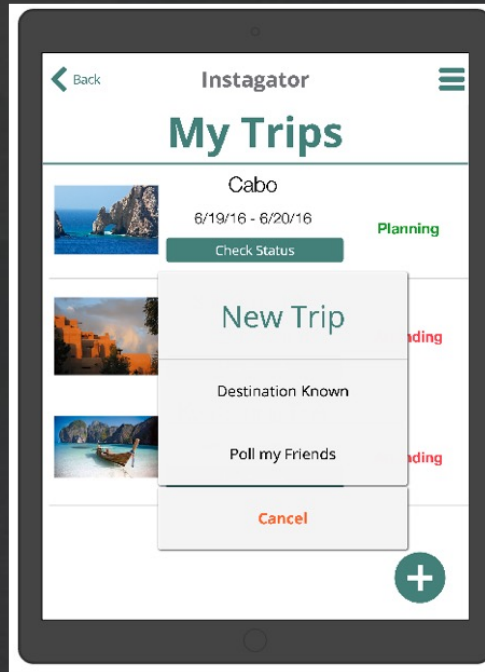 Back
Instagator
My Trips
Cabo
6/19/16 - 6/20/16
Planning
Check Status
New Trip
Destination Known
Poll my Friends
Cancel